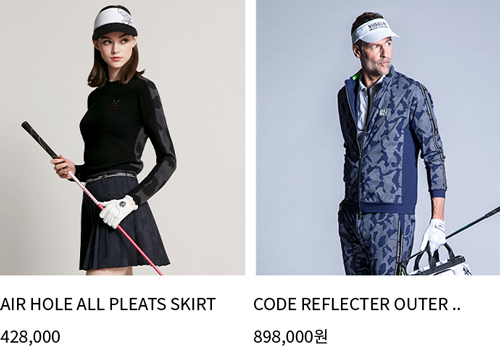 AIR HOLE ALL PLEATS SKIRT
428,000
CODE REFLECTER OUTER ..
898,000원